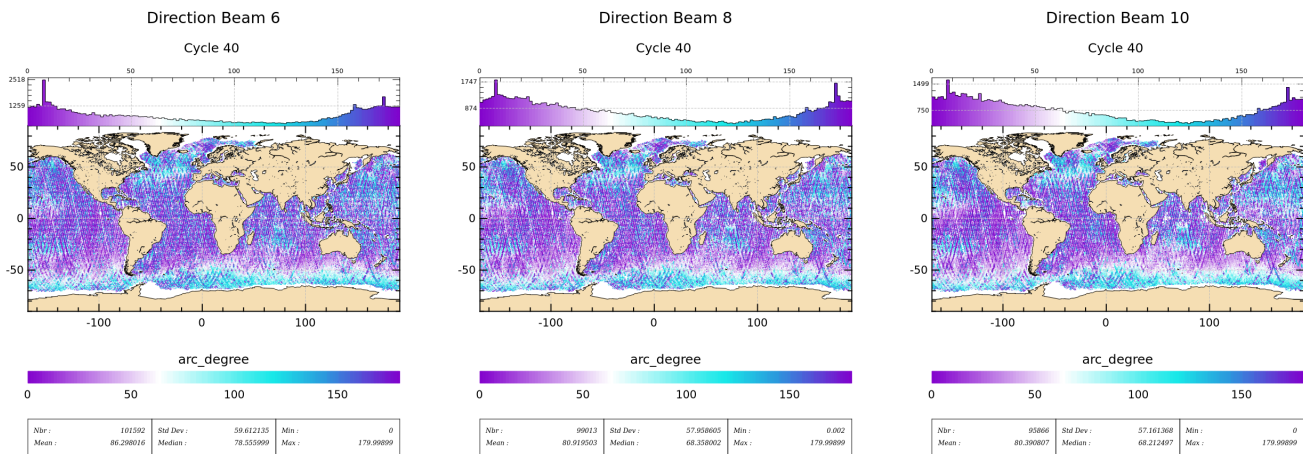 Direction Beam 6
Cycle 40
0 50 100 150
2518
1259
50
0
-50
-100 0 100
arc_degree
0 50 100 150
Nbr : 101592 Std Dev : 59.612135 Min : 0
Mean : 86.298016 Median : 78.555999 Max : 179.99899
Direction Beam 8
Cycle 40
0 50 100 150
1747
874
50
0
-50
-100 0 100
arc_degree
0 50 100 150
Nbr : 99013 Std Dev : 57.958605 Min : 0.002
Mean : 80.919503 Median : 68.358002 Max : 179.99899
Direction Beam 10
Cycle 40
0 50 100 150
1499
750
50
0
-50
-100 0 100
arc_degree
0 50 100 150
Nbr : 95866 Std Dev : 57.161368 Min : 0
Mean : 80.390807 Median : 68.212497 Max : 179.99899